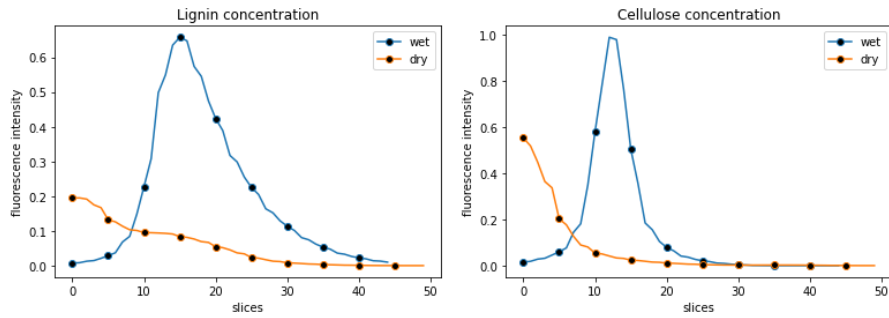 Lignin concentration
wet
dry
fluorescence intensity
0.6
0.5
0.4
0.3
0.2
0.1
0.0
0 10 20 30 40 50
slices
Cellulose concentration
wet
dry
fluorescence intensity
1.0
0.8
0.6
0.4
0.2
0.0
0 10 20 30 40 50
slices